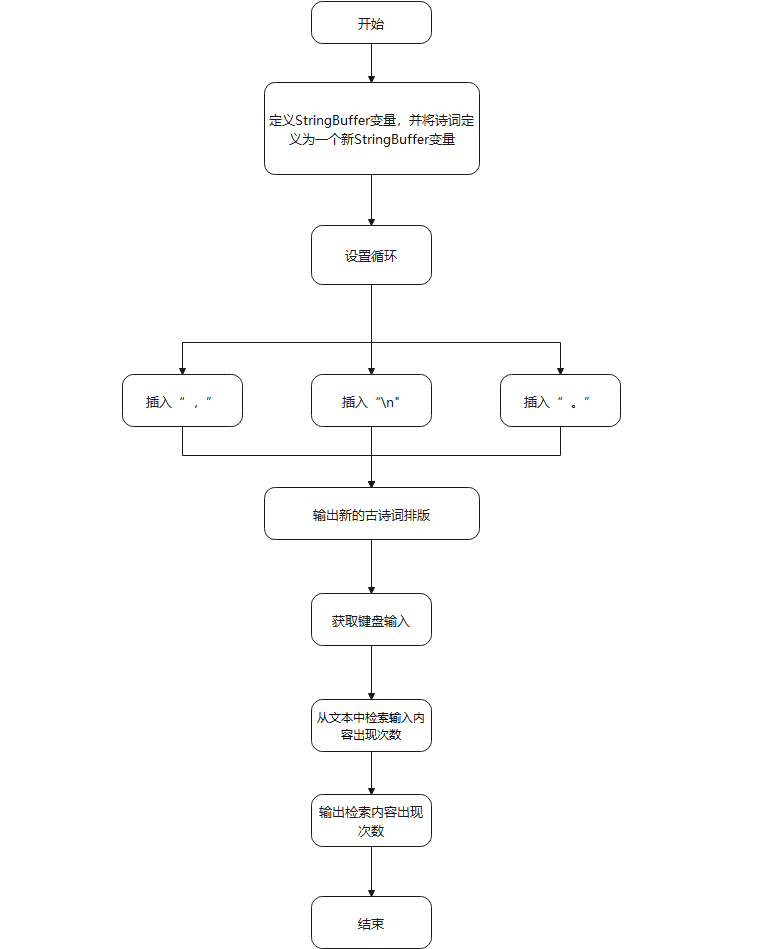 开始
定义StringBuffer变量，并将诗词定
义为一个新StringBuffer变量
设置循环
插入“，”
插入“\n"
插入“。”
输出新的古诗词排版
获取键盘输入
从文本中检索输入内
容出现次数
输出检索内容出现
次数
结束